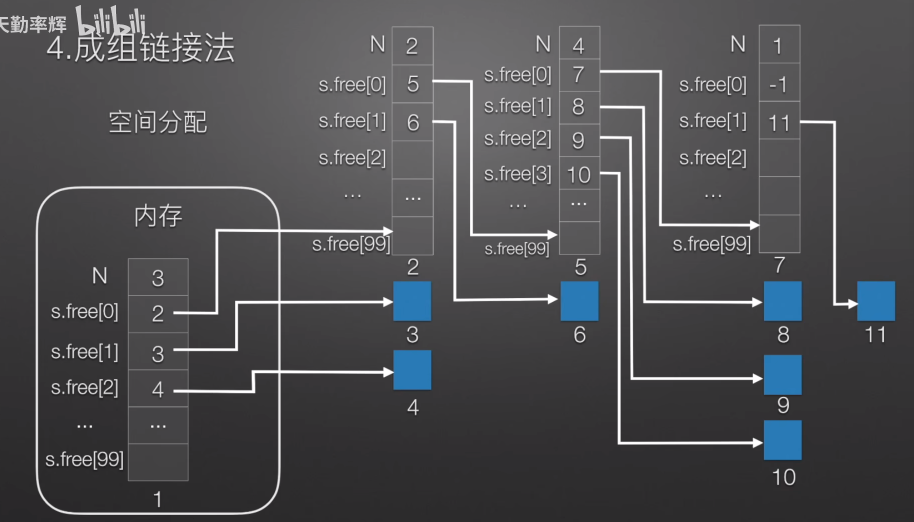 天勤率辉 bilibili
4.成组链接法
空间分配
内存
N 3
s.free[0] 2
s.free[1] 3
s.free[2] 4
... ...
s.free[99]
1
N 2
s.free[0] 5
s.free[1] 6
s.free[2]
... ...
s.free[99]
2
3
4
N 4
s.free[0] 7
s.free[1] 8
s.free[2] 9
s.free[3] 10
... ...
s.free[99]
5
6
N 1
s.free[0] -1
s.free[1] 11
s.free[2]
...
s.free[99]
7
8
9
10
11